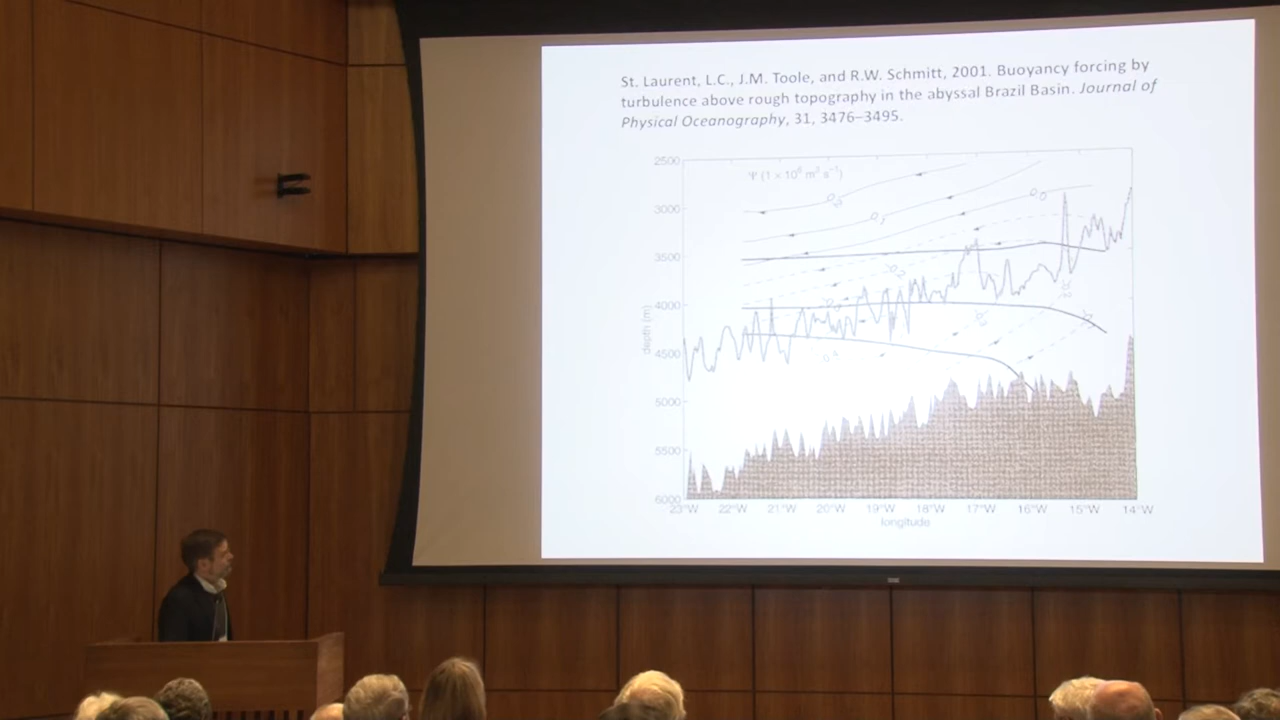 St. Laurent, L.C., J.M. Toole, and R.W. Schmitt, 2001. Buoyancy forcing by
turbulence above rough topography in the abyssal Brazil Basin. Journal of
Physical Oceanography, 31, 3476–3495.
2500
Ψ (1 × 10⁶ m³ s⁻¹)
3000
3500
4000
4500
5000
5500
6000
depth (m)
23°W 22°W 21°W 20°W 19°W 18°W 17°W 16°W 15°W 14°W
longitude